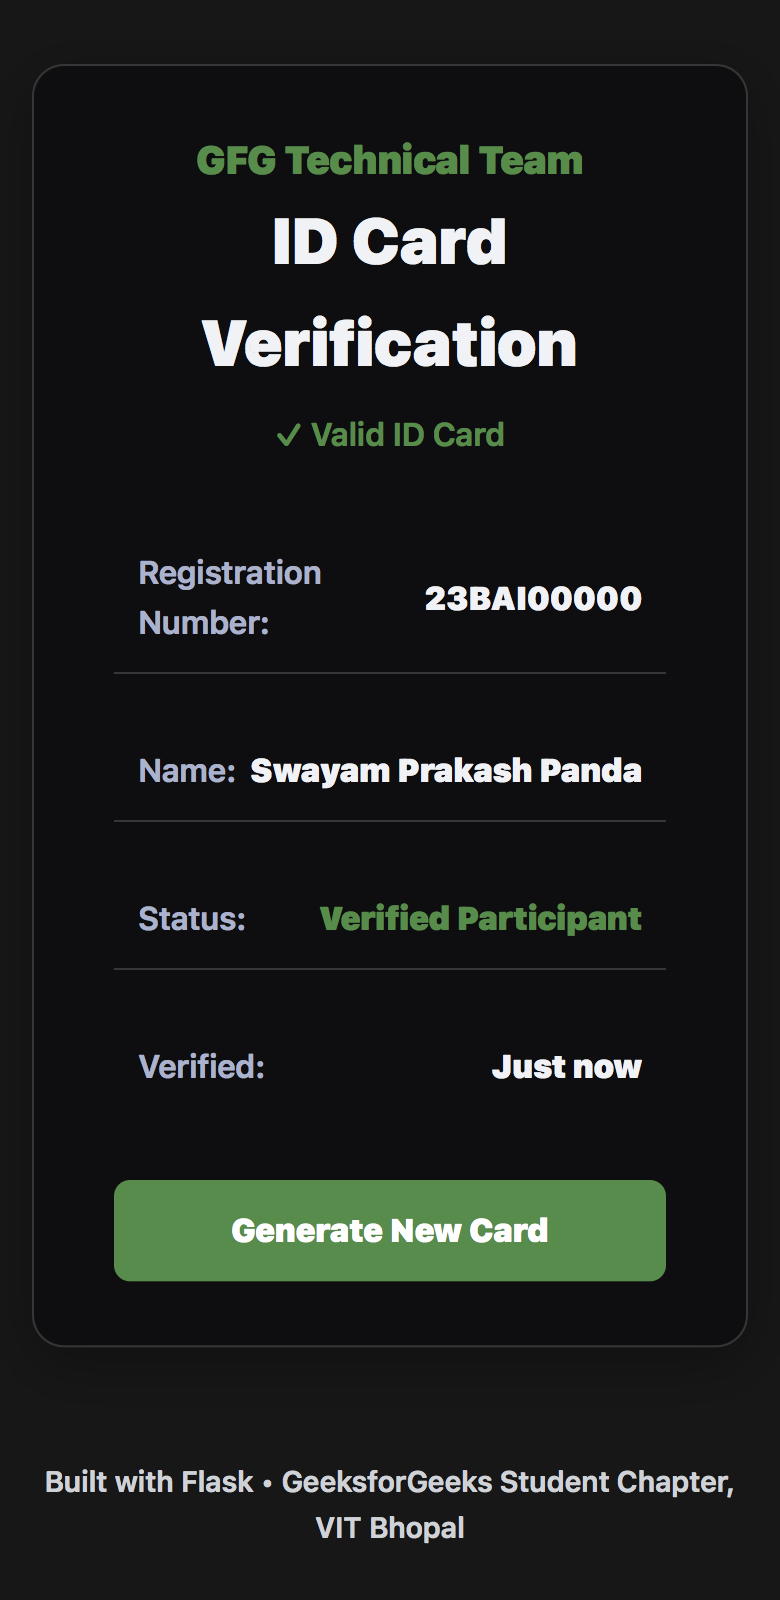 GFG Technical Team
ID Card
Verification
✓ Valid ID Card
Registration
Number:
23BAI00000
Name: Swayam Prakash Panda
Status: Verified Participant
Verified: Just now
Generate New Card
Built with Flask • GeeksforGeeks Student Chapter,
VIT Bhopal